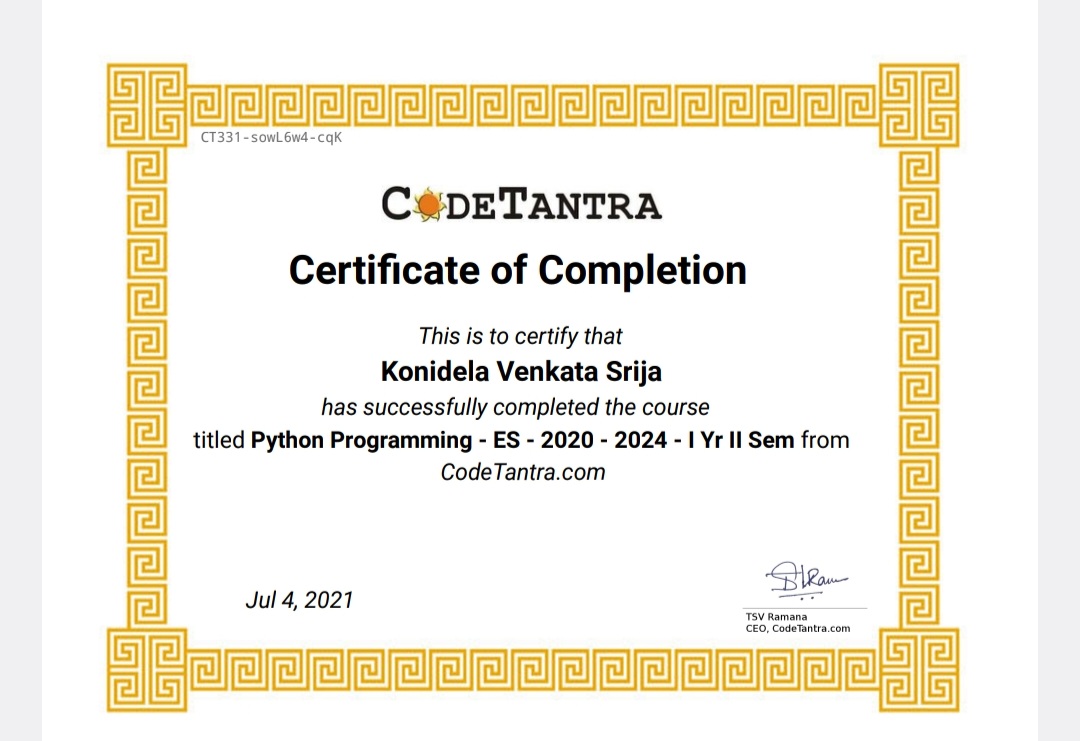 CT331-sowL6w4-cqK
CODETANTRA
Certificate of Completion
This is to certify that
Konidela Venkata Srija
has successfully completed the course
titled Python Programming - ES - 2020 - 2024 - I Yr II Sem from
CodeTantra.com
Jul 4, 2021
TSV Ramana
CEO, CodeTantra.com